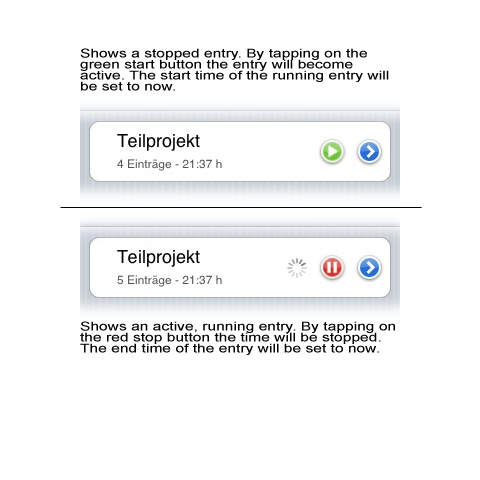 Shows a stopped entry. By tapping on the
green start button the entry will become
active. The start time of the running entry will
be set to now.
Teilprojekt
4 Einträge - 21:37 h
Teilprojekt
5 Einträge - 21:37 h
Shows an active, running entry. By tapping on
the red stop button the time will be stopped.
The end time of the entry will be set to now.